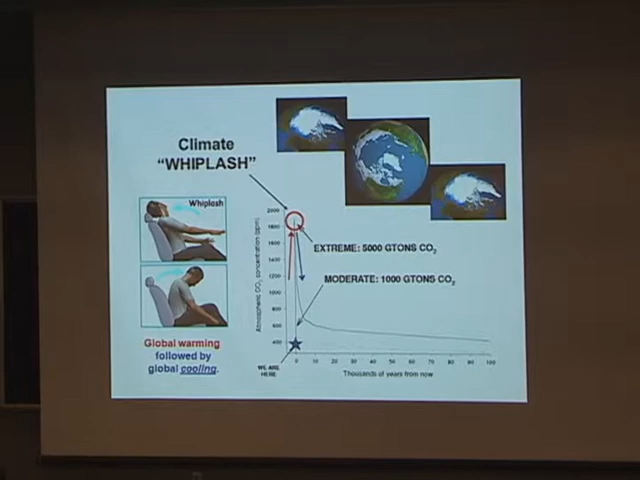 Climate
"WHIPLASH"
Whiplash
Global warming
followed by
global cooling.
EXTREME: 5000 GTONS CO2
MODERATE: 1000 GTONS CO2
Atmospheric CO2 concentration (ppm)
2000
1800
1600
1400
1200
1000
800
600
400
WE ARE
HERE
0 10 20 30 40 50 60 70 80 90 100
Thousands of years from now